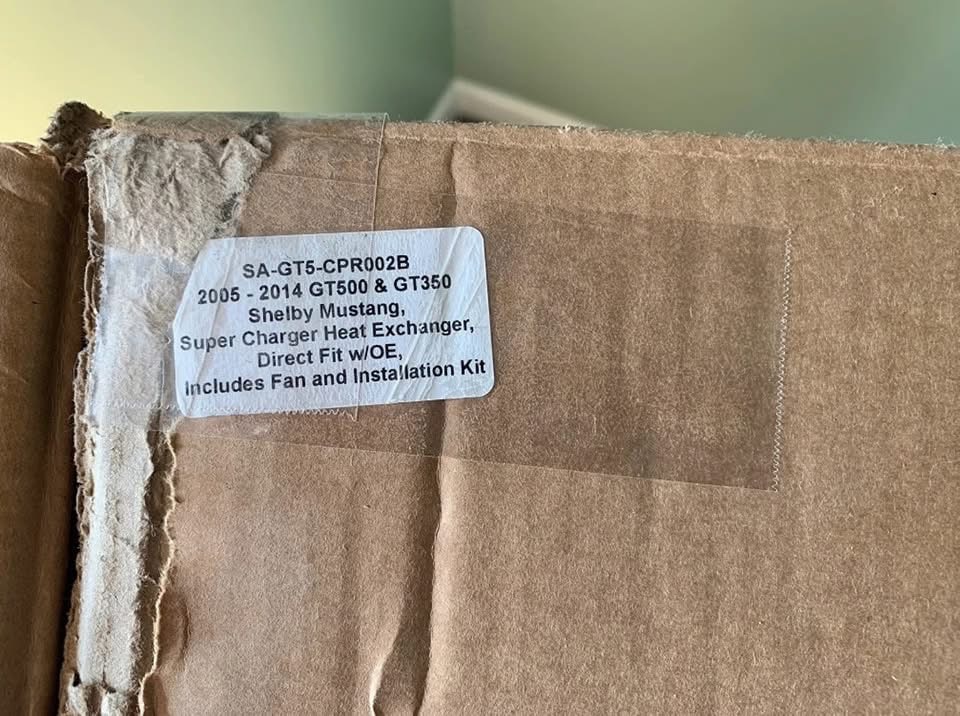 SA-GT5-CPR002B
2005 - 2014 GT500 & GT350
Shelby Mustang,
Super Charger Heat Exchanger,
Direct Fit w/OE,
Includes Fan and Installation Kit